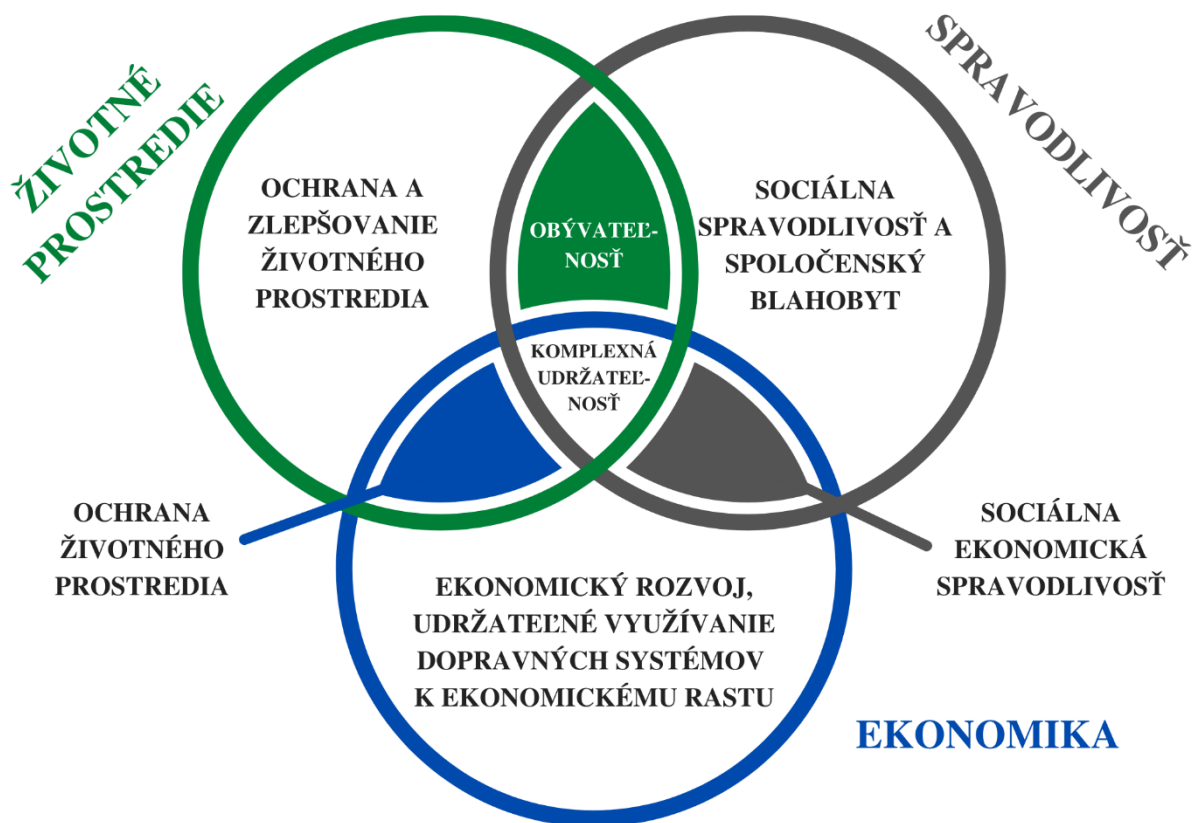 ŽIVOTNÉ
PROSTREDIE
SPRAVODLIVOSŤ
OCHRANA A
ZLEPŠOVANIE
ŽIVOTNÉHO
PROSTREDIA
OBÝVATEĽ-
NOSŤ
SOCIÁLNA
SPRAVODLIVOSŤ A
SPOLOČENSKÝ
BLAHOBYT
KOMPLEXNÁ
UDRŽATEĽ-
NOSŤ
OCHRANA
ŽIVOTNÉHO
PROSTREDIA
SOCIÁLNA
EKONOMICKÁ
SPRAVODLIVOSŤ
EKONOMICKÝ ROZVOJ,
UDRŽATEĽNÉ VYUŽÍVANIE
DOPRAVNÝCH SYSTÉMOV
K EKONOMICKÉMU RASTU
EKONOMIKA